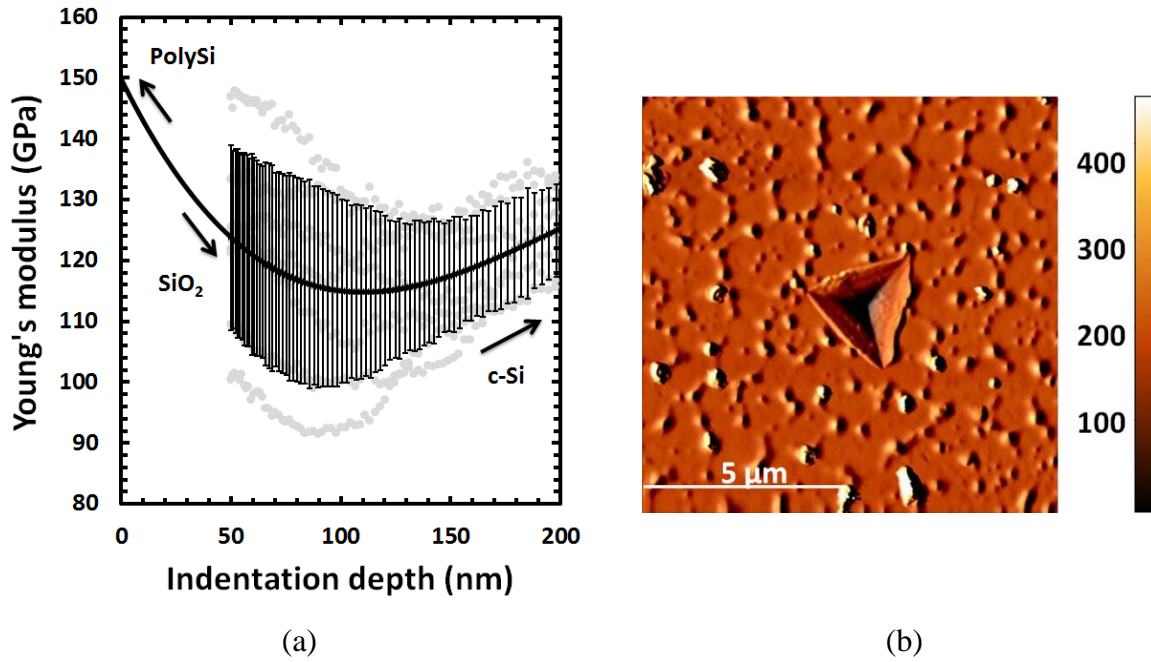 160
150
140
130
120
110
100
90
80
Young's modulus (GPa)
PolySi
SiO₂
c-Si
0 50 100 150 200
Indentation depth (nm)
400
300
200
100
5 µm
(a) (b)